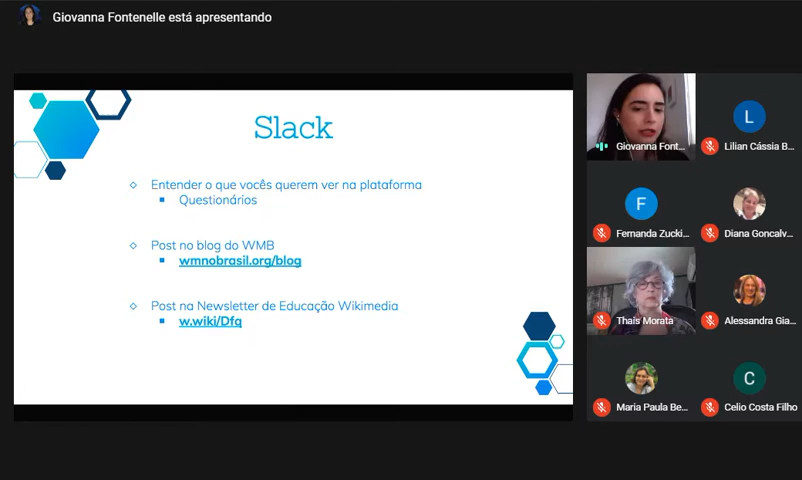 Giovanna Fontenelle está apresentando
Slack
Entender o que vocês querem ver na plataforma
Questionários
Post no blog do WMB
wmnobrasil.org/blog
Post na Newsletter de Educação Wikimedia
w.wiki/Dfq
Giovanna Font...
L
Lilian Cássia B...
F
Fernanda Zucki...
Diana Goncalv...
Thais Morata
Alessandra Gia...
Maria Paula Be...
C
Celio Costa Filho